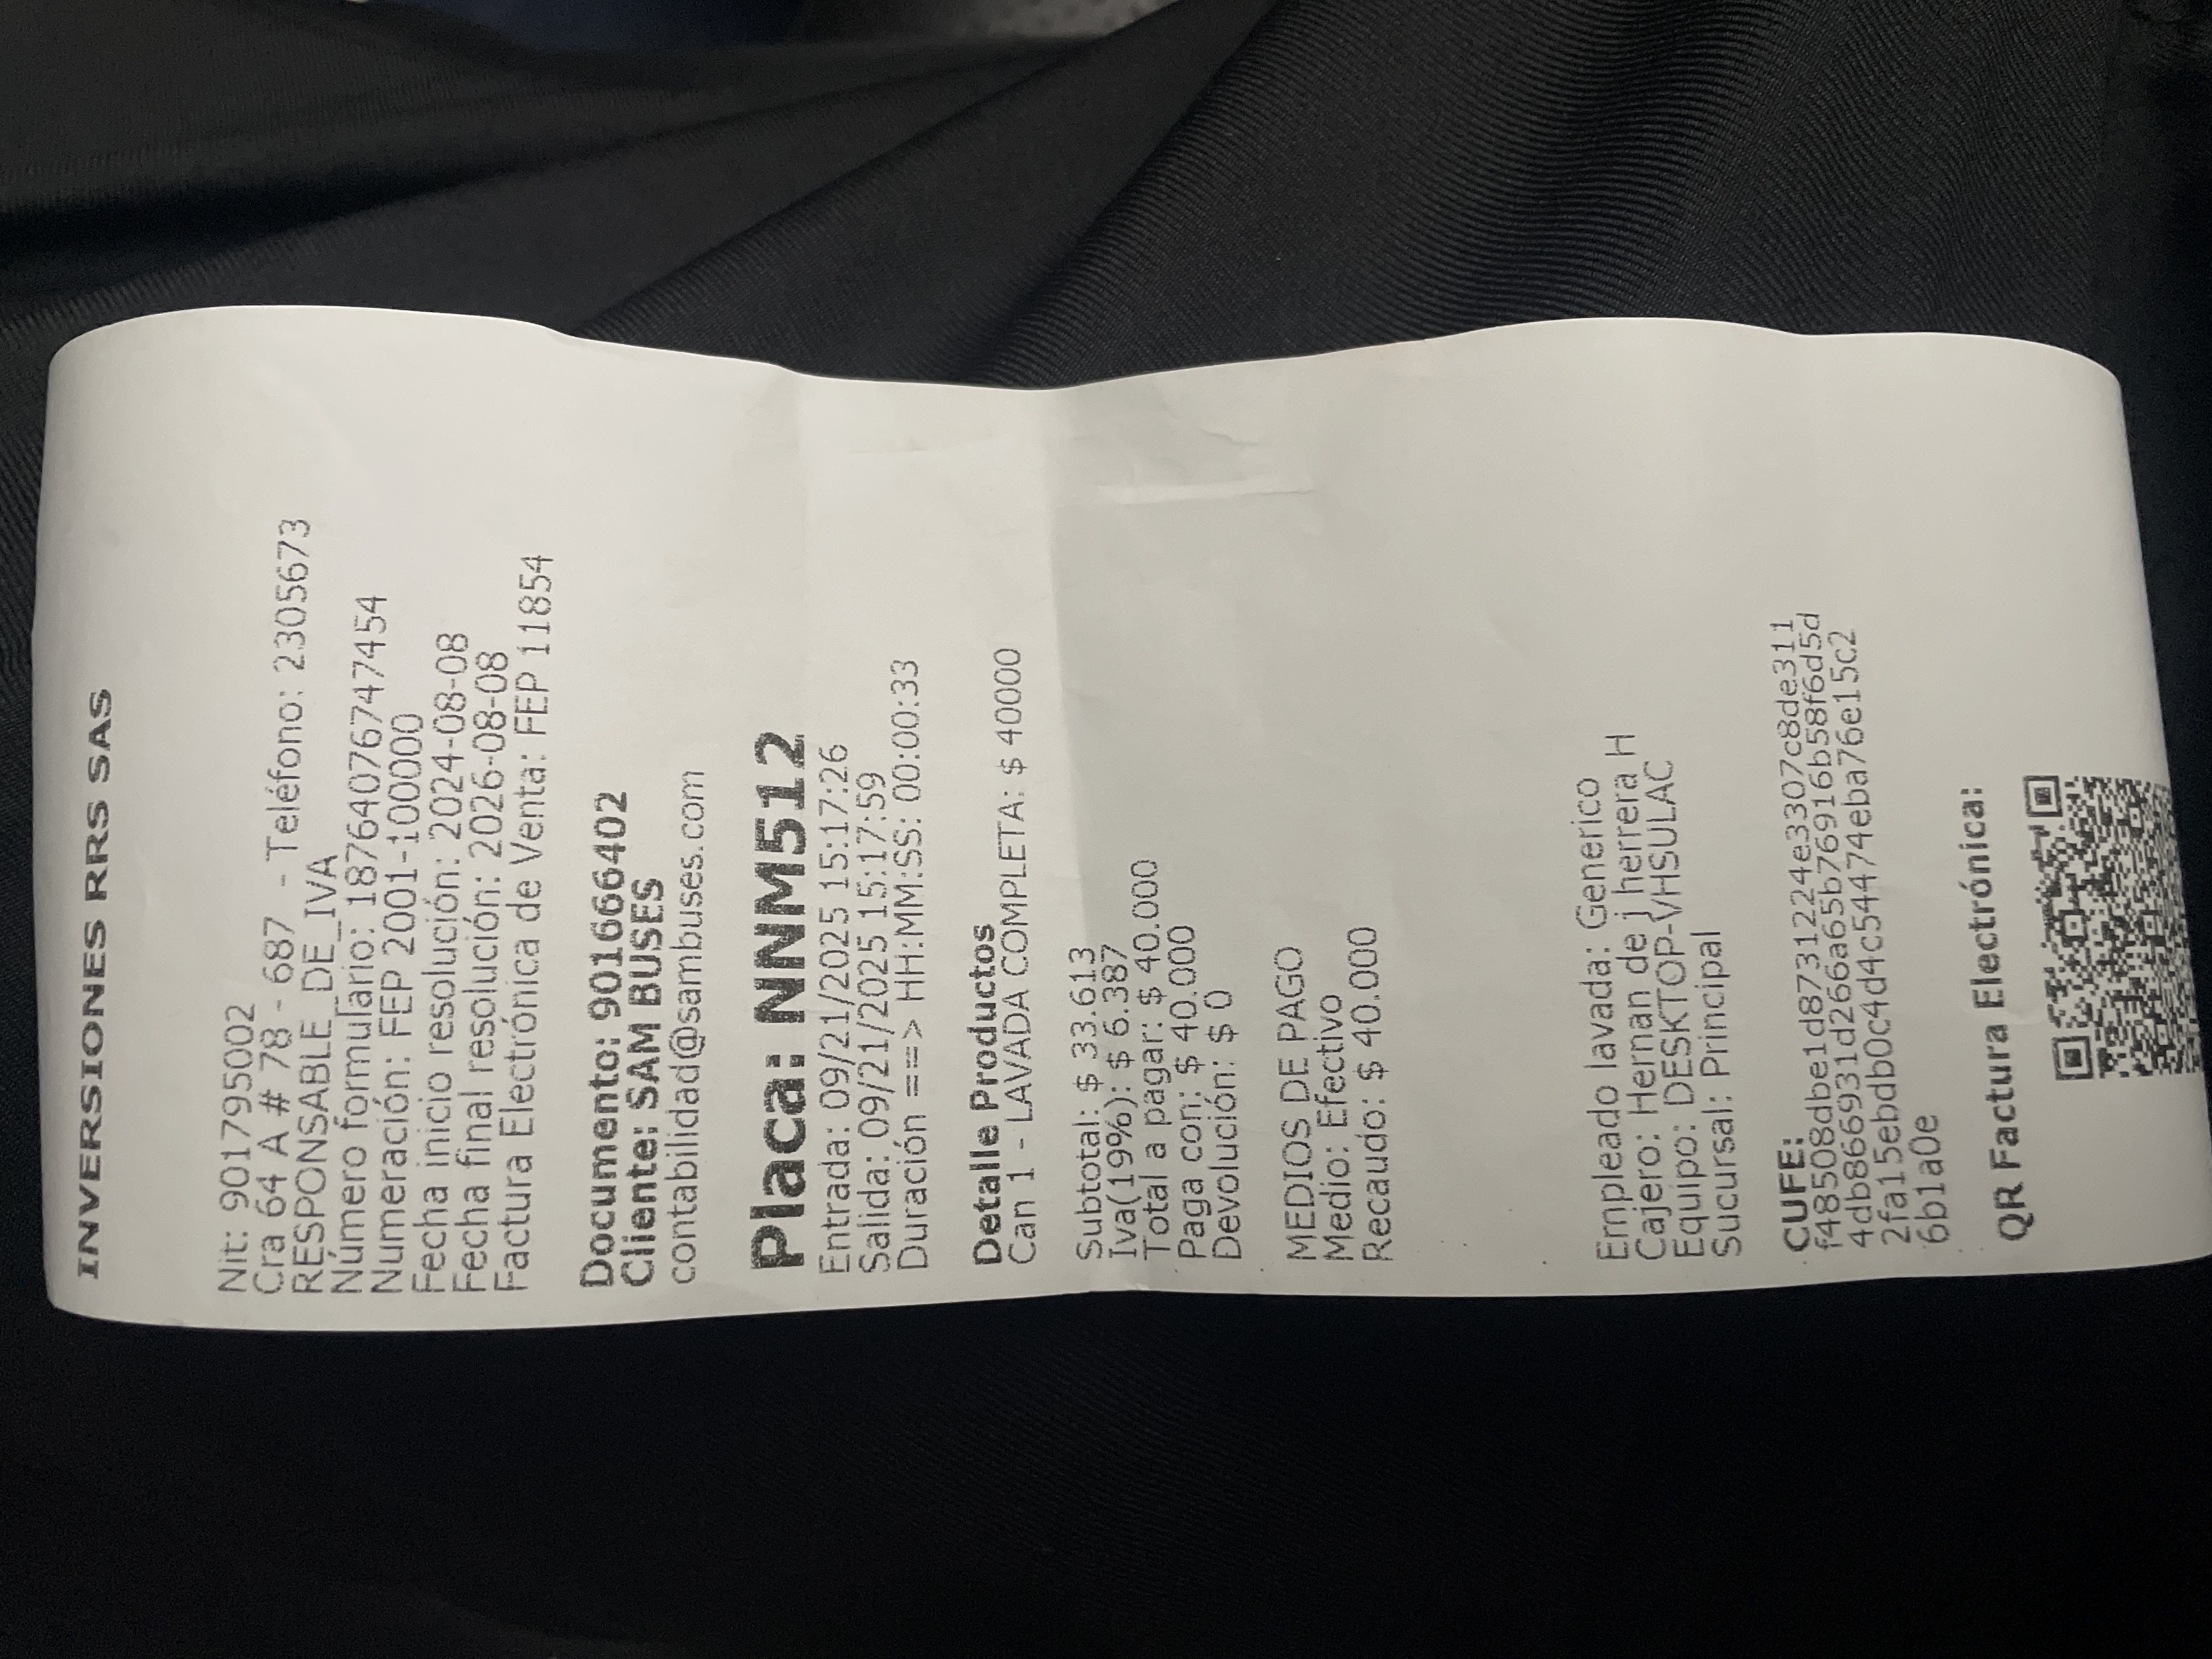 INVERSIONES RRS SAS
Nit: 901795002
Cra 64 A # 78 - 687 - Teléfono: 2305673
RESPONSABLE_DE_IVA
Número formulario: 18764076747454
Numeración: FEP 2001-100000
Fecha inicio resolución: 2024-08-08
Fecha final resolución: 2026-08-08
Factura Electrónica de Venta: FEP 11854
Documento: 901666402
Cliente: SAM BUSES
contabilidad@sambuses.com
Placa: NNM512
Entrada: 09/21/2025 15:17:26
Salida: 09/21/2025 15:17:59
Duración ==> HH:MM:SS: 00:00:33
Detalle Productos
Can 1 - LAVADA COMPLETA: $ 40000
Subtotal: $ 33.613
Iva(19%): $ 6.387
Total a pagar: $ 40.000
Paga con: $ 40.000
Devolución: $ 0
MEDIOS DE PAGO
Medio: Efectivo
Recaudo: $ 40.000
Empleado lavada: Generico
Cajero: Hernan de j herrera H
Equipo: DESKTOP-VHSULAC
Sucursal: Principal
CUFE:
f48508dbe1d8731224e3307c8de311
4db866931d266a65b76916b58f6d5d
2fa15ebdb0c4d4c54474eba76e15c2
6b1a0e
QR Factura Electrónica: